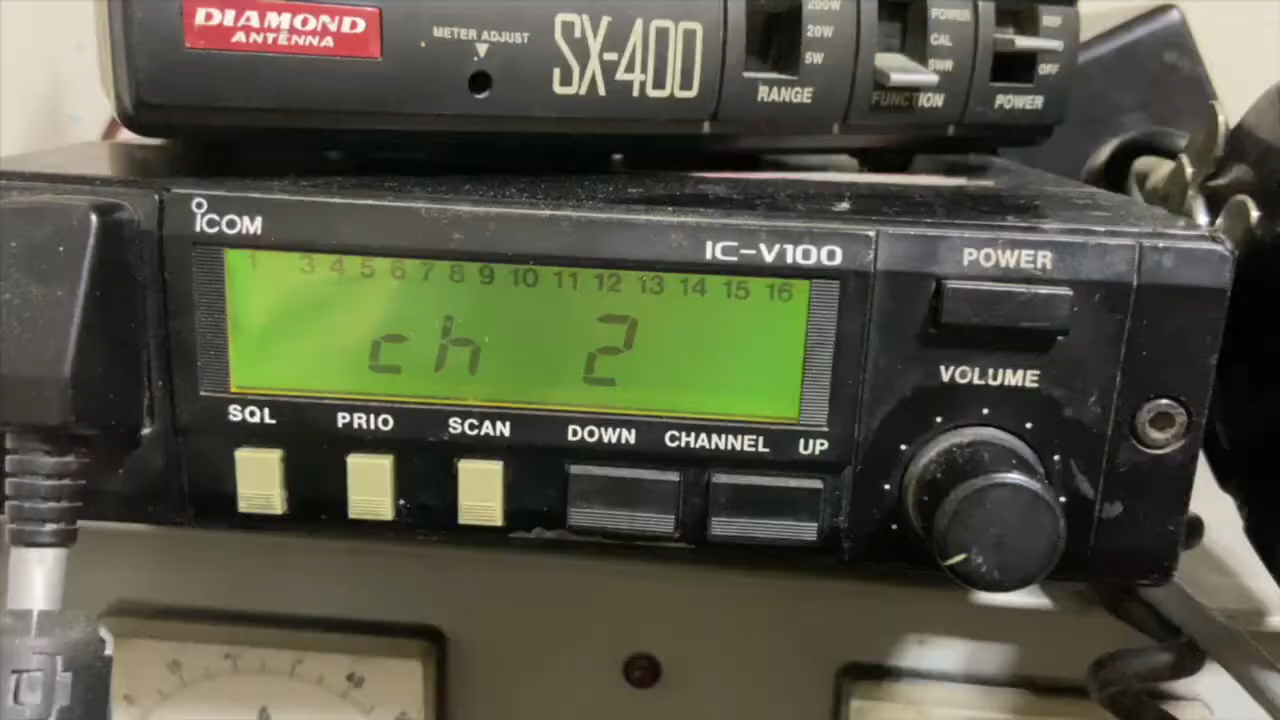 DIAMOND
ANTENNA
METER ADJUST
SX-400
200W
20W
5W
RANGE
POWER
CAL
SWR
FUNCTION
REF
OFF
POWER
ICOM
IC-V100
1 3 4 5 6 7 8 9 10 11 12 13 14 15 16
ch 2
SQL
PRIO
SCAN
DOWN CHANNEL UP
POWER
VOLUME